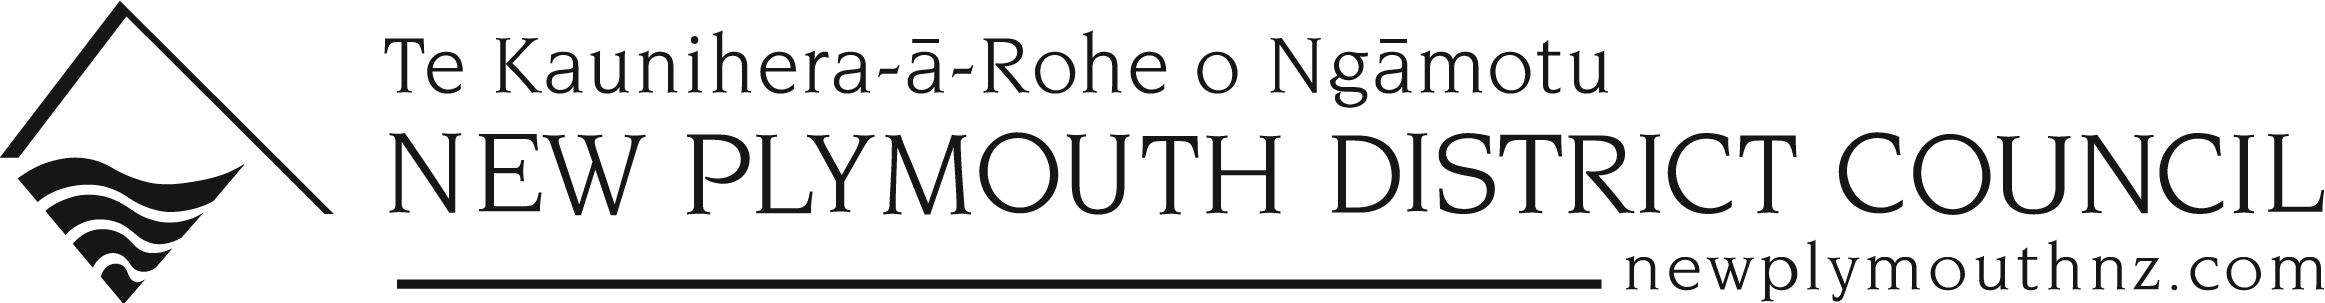 Te Kaunihera-ā-Rohe o Ngāmotu
NEW PLYMOUTH DISTRICT COUNCIL
newplymouthnz.com